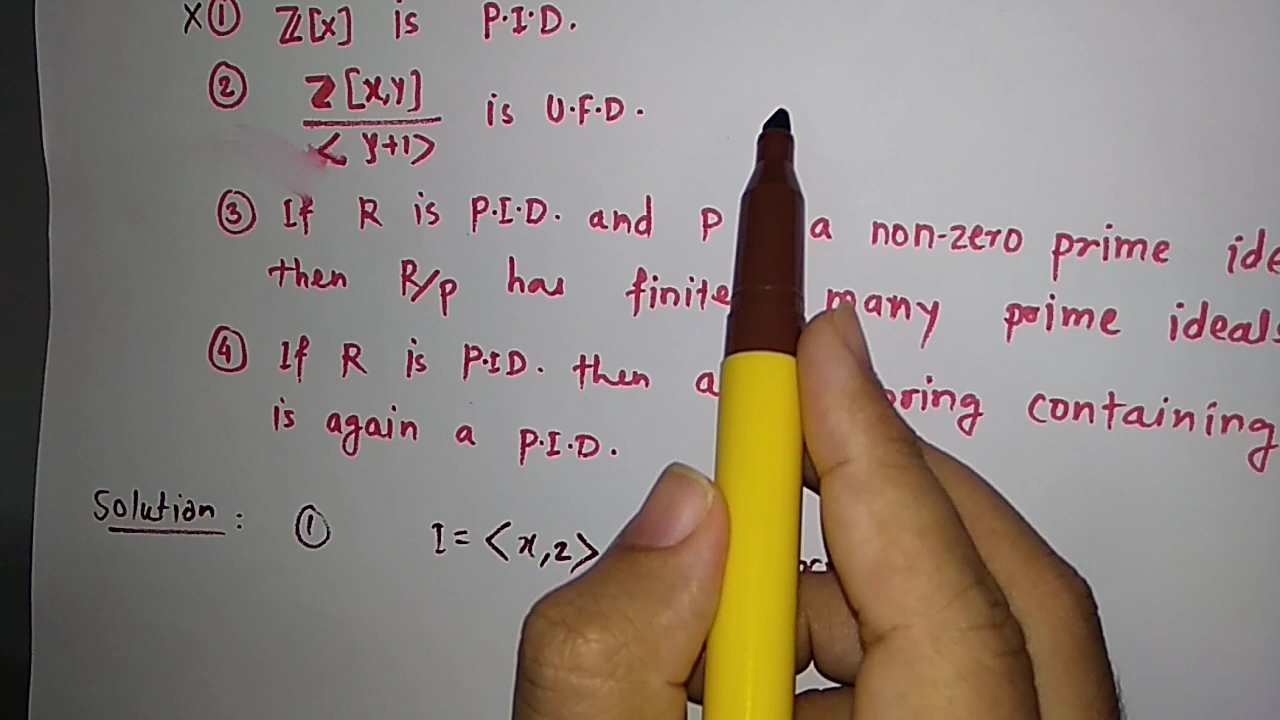 X① Z[x] is P.I.D.
② Z[x,y] / <y+1> is U.F.D.
③ If R is P.I.D. and P a non-zero prime ide
then R/p has finite many prime ideals
④ If R is P.I.D. then a bring containing
is again a P.I.D.
Solution : ① I = <x,2>